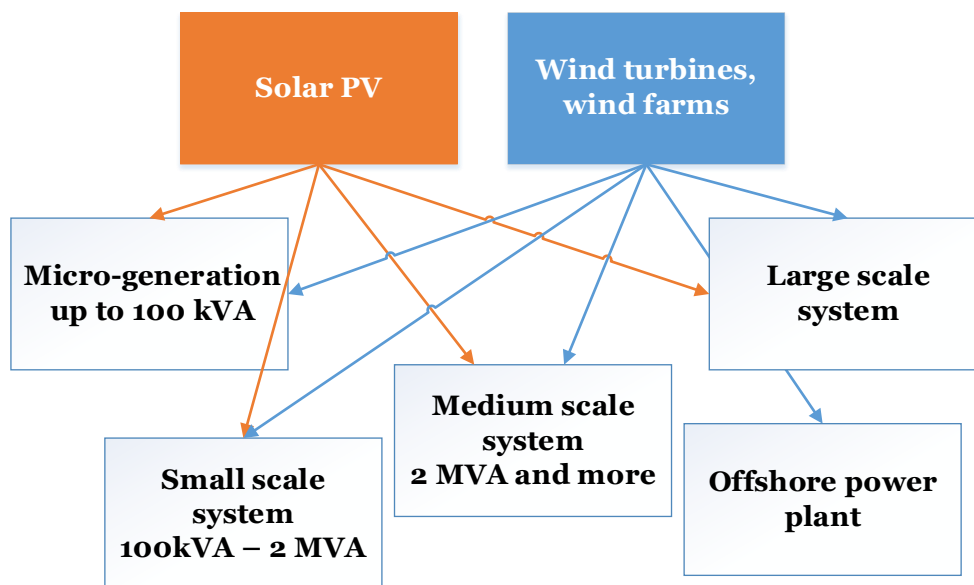 Solar PV
Wind turbines,
wind farms
Micro-generation
up to 100 kVA
Large scale
system
Medium scale
system
2 MVA and more
Small scale
system
100kVA – 2 MVA
Offshore power
plant